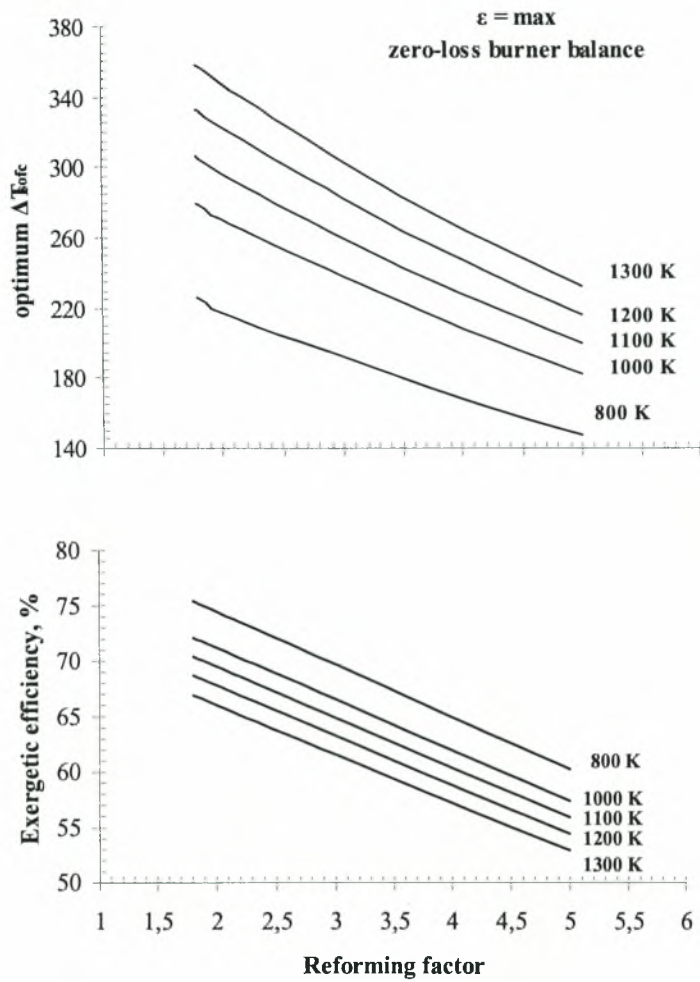 ε = max
zero-loss burner balance
380
340
300
260
220
180
140
optimum ΔTsofc
1300 K
1200 K
1100 K
1000 K
800 K
80
75
70
65
60
55
50
Exergetic efficiency, %
800 K
1000 K
1100 K
1200 K
1300 K
1 1,5 2 2,5 3 3,5 4 4,5 5 5,5 6
Reforming factor